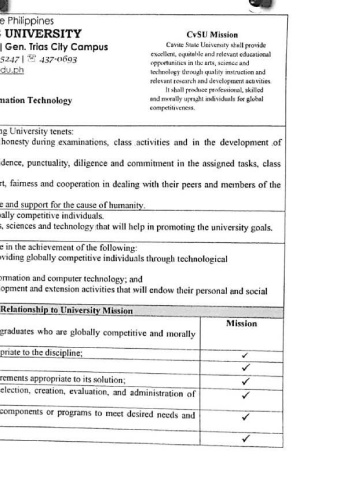 e Philippines
UNIVERSITY
| Gen. Trias City Campus
5247 | ☏ 437-0693
du.ph
mation Technology
CvSU Mission
Cavite State University shall provide
excellent, equitable and relevant educational
opportunities in the arts, science and
technology through quality instruction and
relevant research and development activities.
It shall produce professional, skilled
and morally upright individuals for global
competitiveness.
ng University tenets:
honesty during examinations, class activities and in the development of
dence, punctuality, diligence and commitment in the assigned tasks, class
rt, fairness and cooperation in dealing with their peers and members of the
e and support for the cause of humanity.
ally competitive individuals.
s, sciences and technology that will help in promoting the university goals.
e in the achievement of the following:
viding globally competitive individuals through technological
ormation and computer technology; and
lopment and extension activities that will endow their personal and social
Relationship to University Mission
Mission
graduates who are globally competitive and morally
priate to the discipline; ✓
✓
rements appropriate to its solution; ✓
election, creation, evaluation, and administration of ✓
components or programs to meet desired needs and ✓
✓